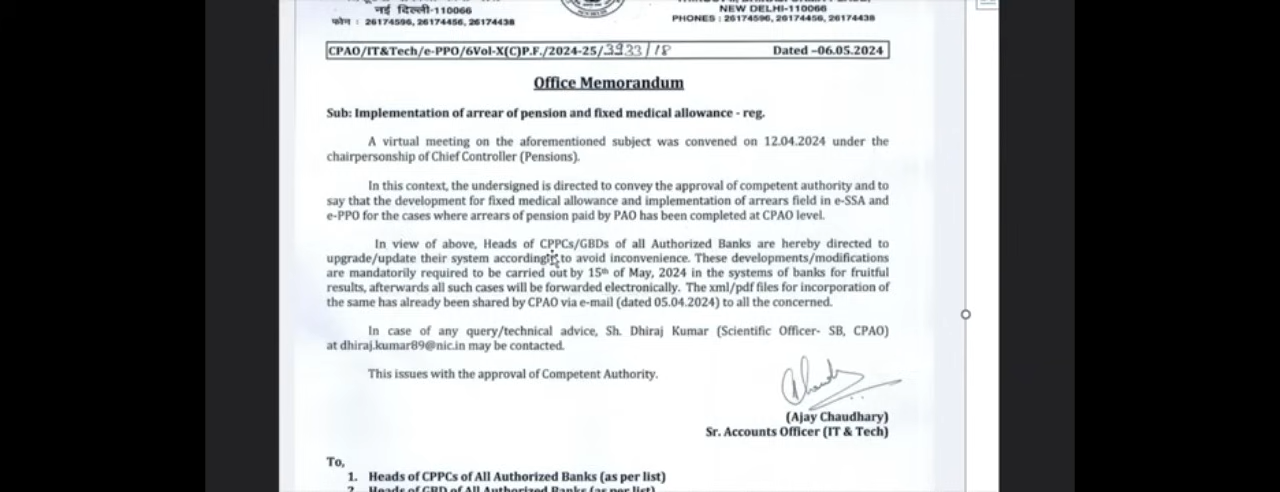 नई दिल्ली-110066
फोन : 26174596, 26174456, 26174438
NEW DELHI-110066
PHONES : 26174596, 26174456, 26174438
CPAO/IT&Tech/e-PPO/6Vol-X(C)P.F./2024-25/3933/18 Dated –06.05.2024
Office Memorandum
Sub: Implementation of arrear of pension and fixed medical allowance - reg.
A virtual meeting on the aforementioned subject was convened on 12.04.2024 under the
chairpersonship of Chief Controller (Pensions).
In this context, the undersigned is directed to convey the approval of competent authority and to
say that the development for fixed medical allowance and implementation of arrears field in e-SSA and
e-PPO for the cases where arrears of pension paid by PAO has been completed at CPAO level.
In view of above, Heads of CPPCs/GBDs of all Authorized Banks are hereby directed to
upgrade/update their system accordingly to avoid inconvenience. These developments/modifications
are mandatorily required to be carried out by 15th of May, 2024 in the systems of banks for fruitful
results, afterwards all such cases will be forwarded electronically. The xml/pdf files for incorporation of
the same has already been shared by CPAO via e-mail (dated 05.04.2024) to all the concerned.
In case of any query/technical advice, Sh. Dhiraj Kumar (Scientific Officer- SB, CPAO)
at dhiraj.kumar89@nic.in may be contacted.
This issues with the approval of Competent Authority.
(Ajay Chaudhary)
Sr. Accounts Officer (IT & Tech)
To,
1. Heads of CPPCs of All Authorized Banks (as per list)
2. Heads of GBD of All Authorized Banks (as per list)